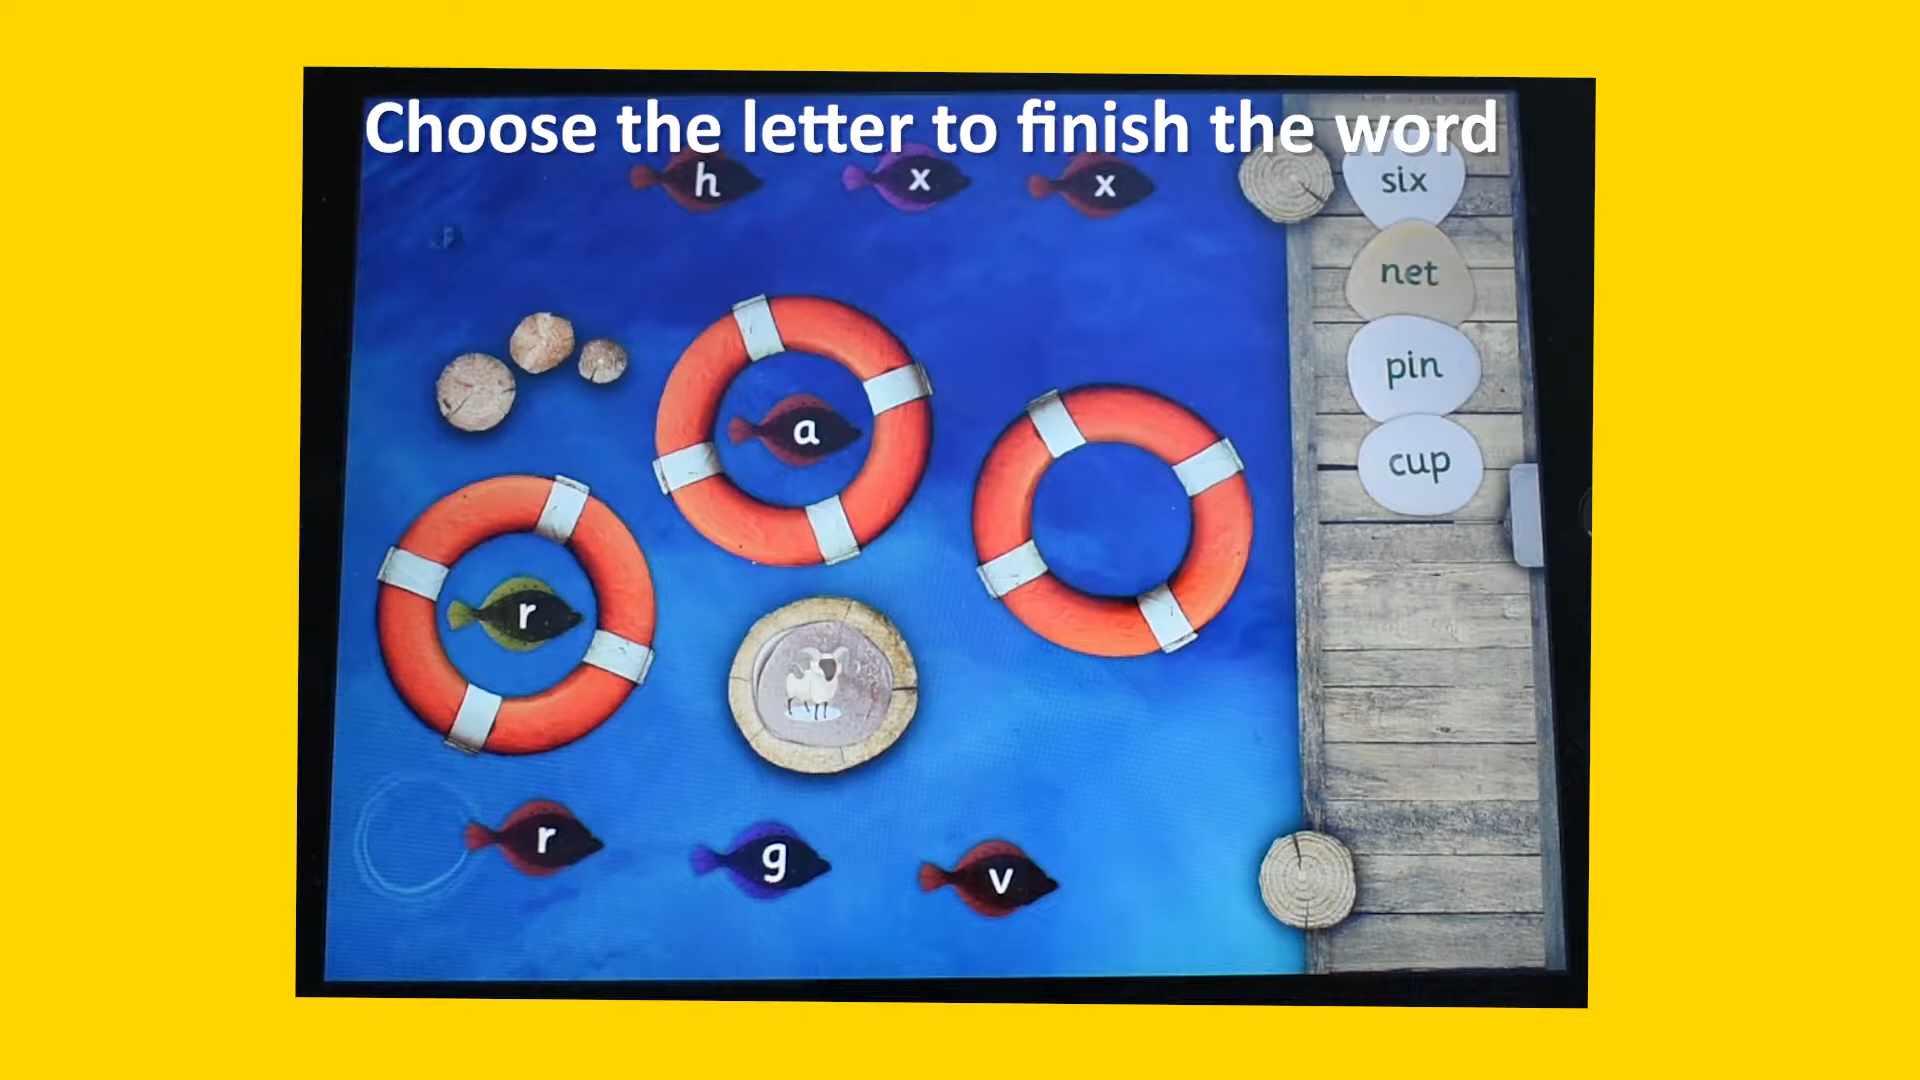 Choose the letter to finish the word
h
x
x
six
net
pin
cup
a
r
r
g
v